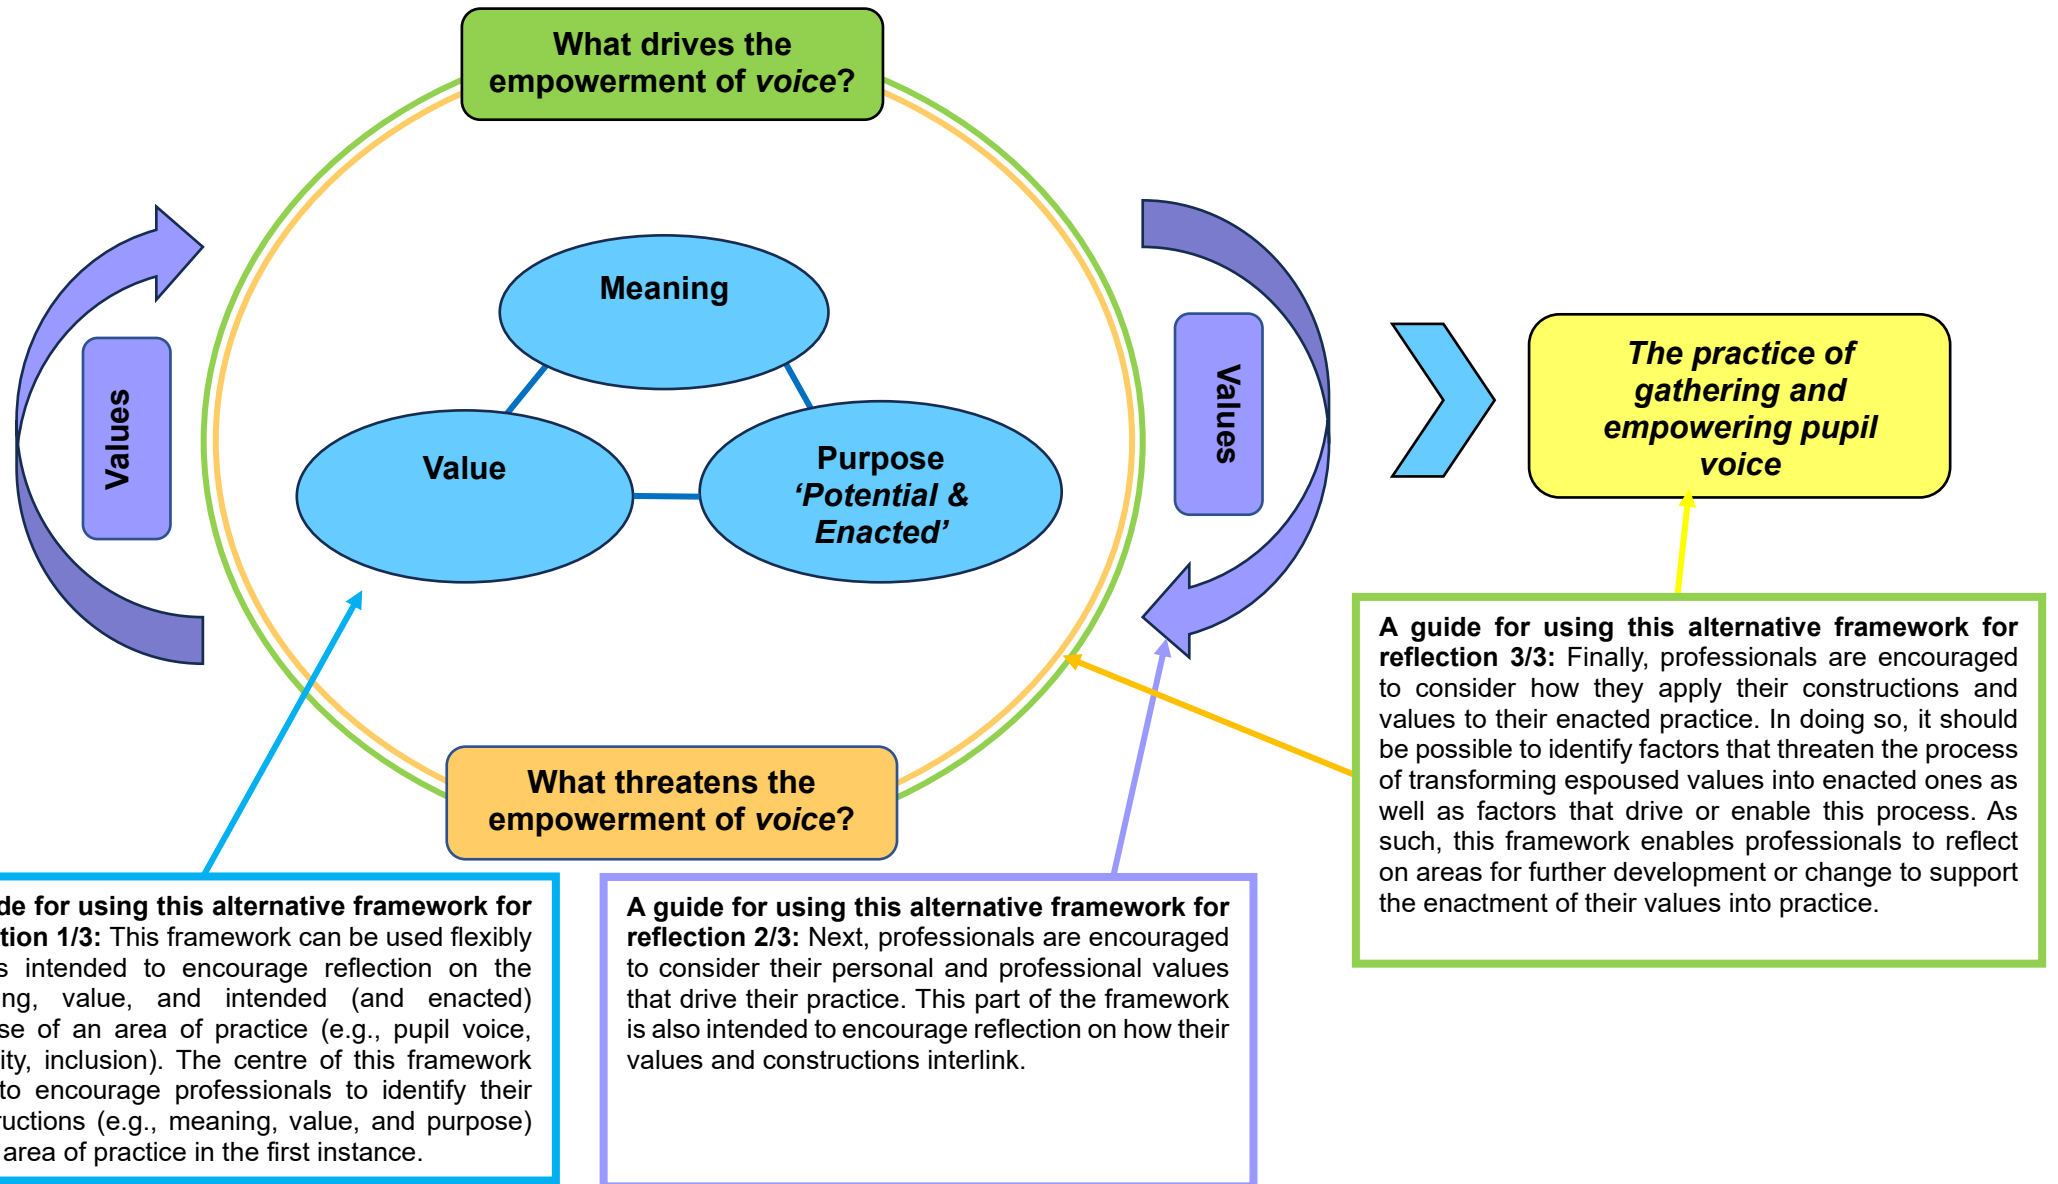 What drives the
empowerment of voice?
Meaning
Value
Purpose
‘Potential &
Enacted’
Values
Values
The practice of
gathering and
empowering pupil
voice
What threatens the
empowerment of voice?
for using this alternative framework for
1/3: This framework can be used flexibly
intended to encourage reflection on the
value, and intended (and enacted)
of an area of practice (e.g., pupil voice,
inclusion). The centre of this framework
to encourage professionals to identify their
(e.g., meaning, value, and purpose)
area of practice in the first instance.
A guide for using this alternative framework for
reflection 2/3: Next, professionals are encouraged
to consider their personal and professional values
that drive their practice. This part of the framework
is also intended to encourage reflection on how their
values and constructions interlink.
A guide for using this alternative framework for
reflection 3/3: Finally, professionals are encouraged
to consider how they apply their constructions and
values to their enacted practice. In doing so, it should
be possible to identify factors that threaten the process
of transforming espoused values into enacted ones as
well as factors that drive or enable this process. As
such, this framework enables professionals to reflect
on areas for further development or change to support
the enactment of their values into practice.